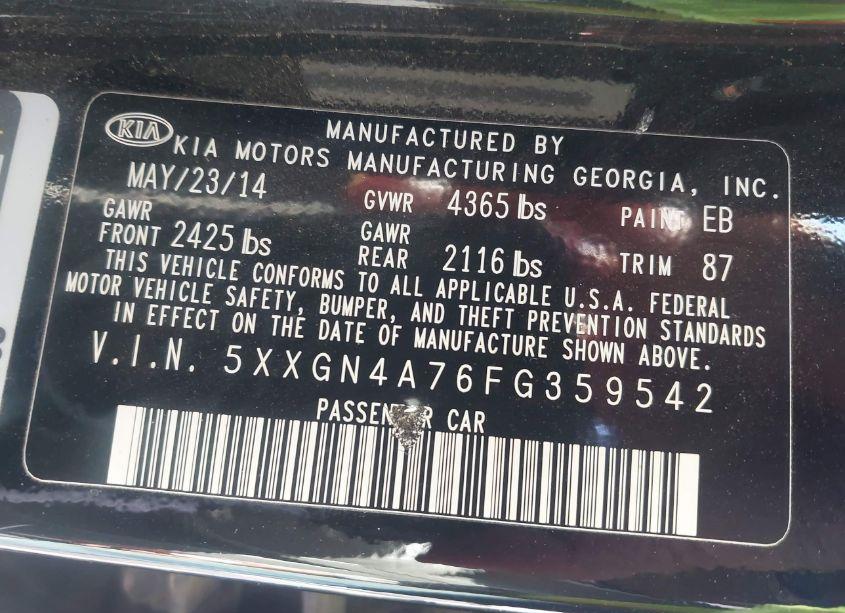 KIA
MANUFACTURED BY
KIA MOTORS MANUFACTURING GEORGIA, INC.
MAY/23/14 GVWR 4365 lbs PAINT EB
GAWR FRONT 2425 lbs GAWR REAR 2116 lbs TRIM 87
THIS VEHICLE CONFORMS TO ALL APPLICABLE U.S.A. FEDERAL
MOTOR VEHICLE SAFETY, BUMPER, AND THEFT PREVENTION STANDARDS
IN EFFECT ON THE DATE OF MANUFACTURE SHOWN ABOVE.
V.I.N. 5XXGN4A76FG359542
PASSENGER CAR